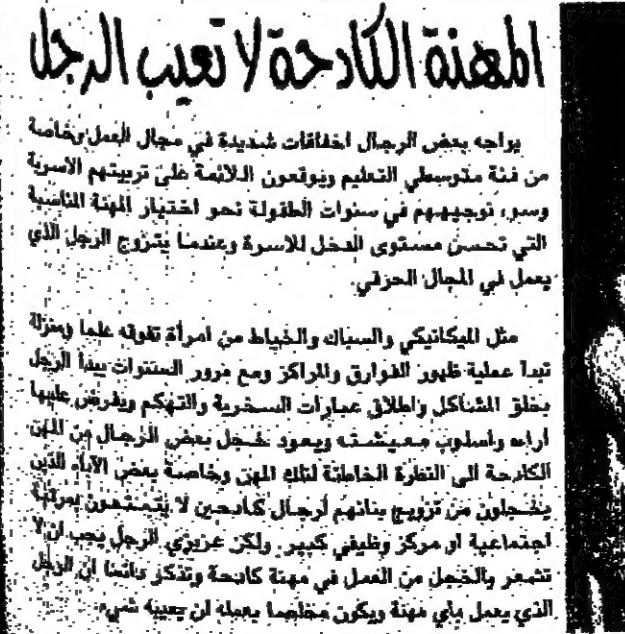 المهنة الكادحة لا تعيب الرجل
يواجه بعض الرجال اخفاقات شديدة في مجال العمل وخاصة
من فئة متوسطي التعليم ويوقعون اللائمة على تربيتهم الاسرية
وسوء توجيههم في سنوات الطفولة نحو اختيار المهنة المناسبة
التي تحسن مستوى الدخل للاسرة وعندما يتزوج الرجل الذي
يعمل في المجال الحرفي.
مثل الميكانيكي والسباك والخياط من امرأة تفوقه علما ومنزلة
تبدأ عملية ظهور الفوارق والمراكز ومع مرور السنوات يبدأ الرجل
بخلق المشاكل واطلاق عبارات السخرية والتهكم ويفرض عليها
اراءه واسلوب معيشته ويعود خجل بعض الرجال من المهن
الكادحة الى النظرة الخاطئة لتلك المهن وخاصة بعض الآباء الذين
يخجلون من تزويج بناتهم لرجال كادحين لا يتمتعون بمرتبة
اجتماعية او مركز وظيفي كبير. ولكن عزيزي الرجل يجب ان لا
تشعر بالخجل من العمل في مهنة كادحة وتذكر دائما ان الرجل
الذي يعمل باي مهنة ويكون مخلصا بعمله لن يعيبه شيء